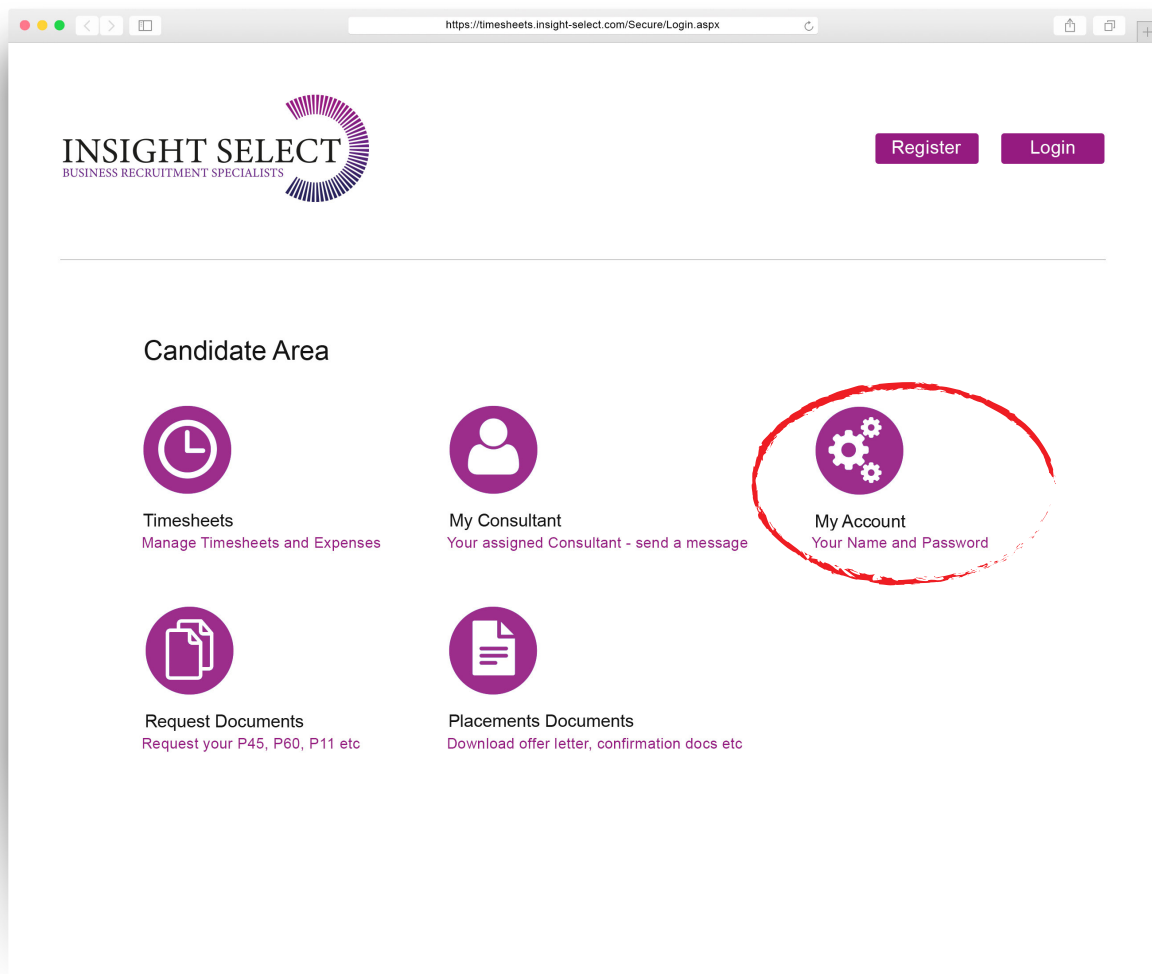 https://timesheets.insight-select.com/Secure/Login.aspx
INSIGHT SELECT
BUSINESS RECRUITMENT SPECIALISTS
Register
Login
Candidate Area
Timesheets
Manage Timesheets and Expenses
My Consultant
Your assigned Consultant - send a message
My Account
Your Name and Password
Request Documents
Request your P45, P60, P11 etc
Placements Documents
Download offer letter, confirmation docs etc